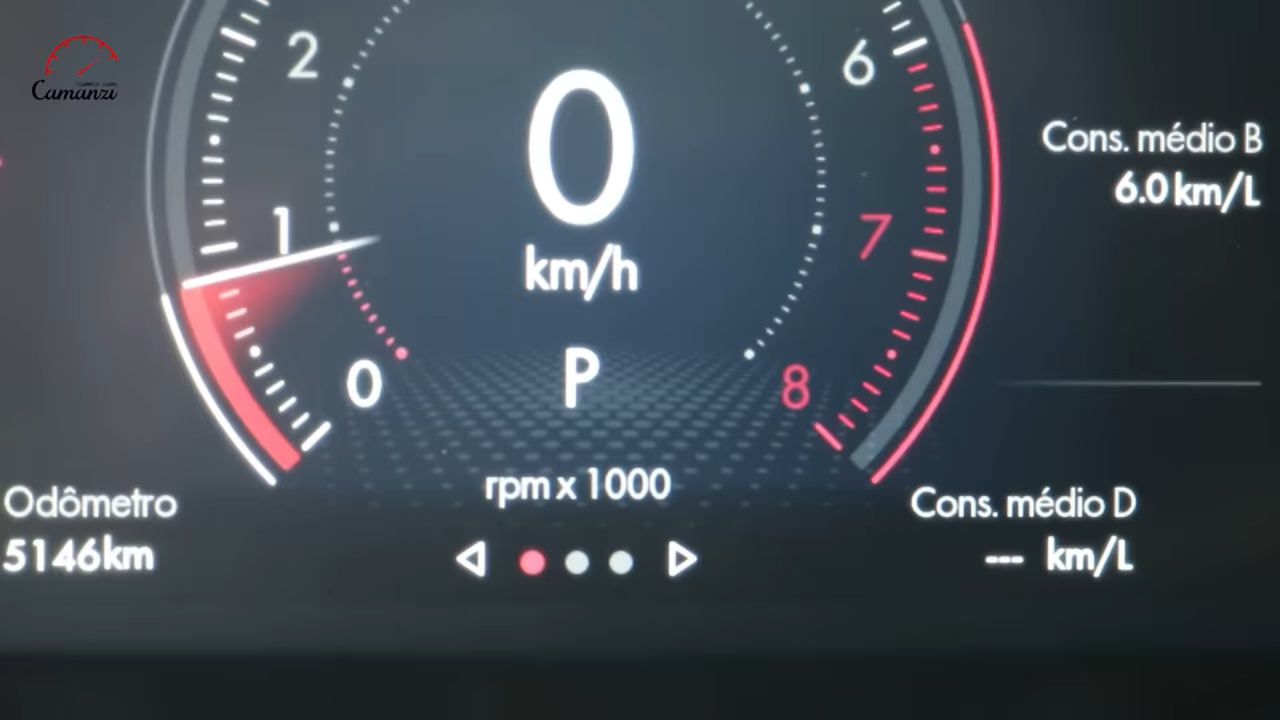 Camanzi
2
6
0
km/h
Cons. médio B
6.0 km/L
1
7
0
P
8
rpm x 1000
Odômetro
5146km
Cons. médio D
--- km/L